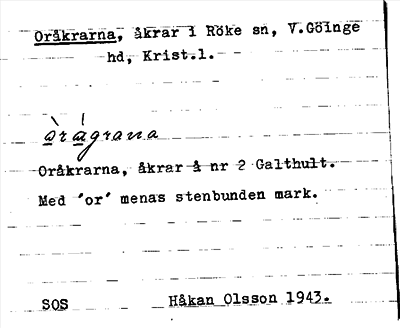 Oråkrarna, åkrar i Röke sn, V.Göinge
hd, Krist.l.
Oråkrarna, åkrar å nr 2 Galthult.
Med "or" menas stenbunden mark.
SOS Håkan Olsson 1943.